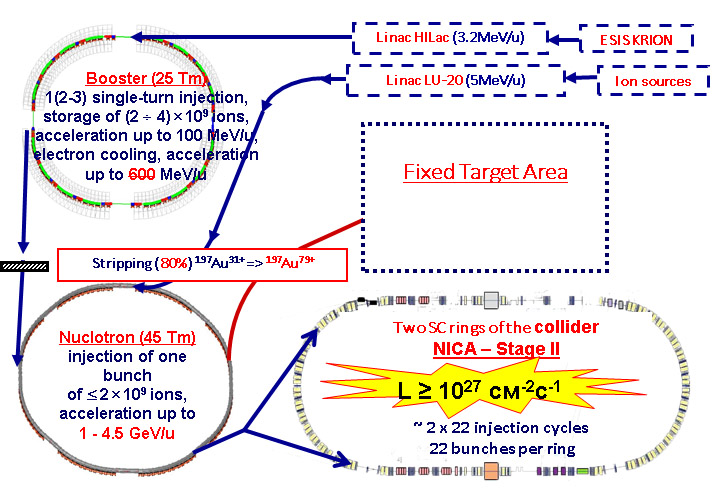 Linac HILac (3.2MeV/u)
ESIS KRION
Linac LU-20 (5MeV/u)
Ion sources
Booster (25 Tm)
1(2-3) single-turn injection,
storage of (2 ÷ 4) × 10⁹ ions,
acceleration up to 100 MeV/u,
electron cooling, acceleration
up to 600 MeV/u
Fixed Target Area
Stripping (80%) ¹⁹⁷Au³¹⁺ => ¹⁹⁷Au⁷⁹⁺
Nuclotron (45 Tm)
injection of one
bunch
of ≤ 2 × 10⁹ ions,
acceleration up to
1 - 4.5 GeV/u
Two SC rings of the collider
NICA – Stage II
L ≥ 10²⁷ см⁻²с⁻¹
~ 2 x 22 injection cycles
22 bunches per ring